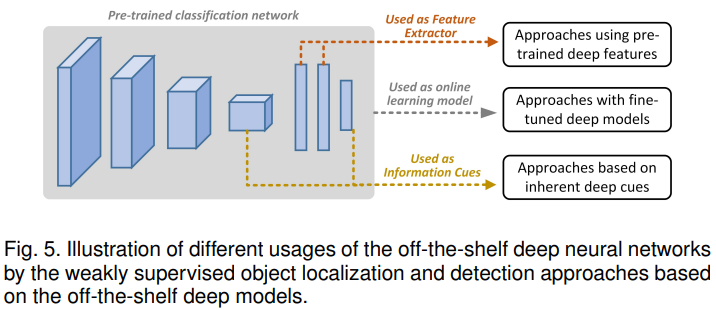 Pre-trained classification network
Used as Feature
Extractor
Approaches using pre-
trained deep features
Used as online
learning model
Approaches with fine-
tuned deep models
Used as
Information Cues
Approaches based on
inherent deep cues
Fig. 5. Illustration of different usages of the off-the-shelf deep neural networks
by the weakly supervised object localization and detection approaches based
on the off-the-shelf deep models.